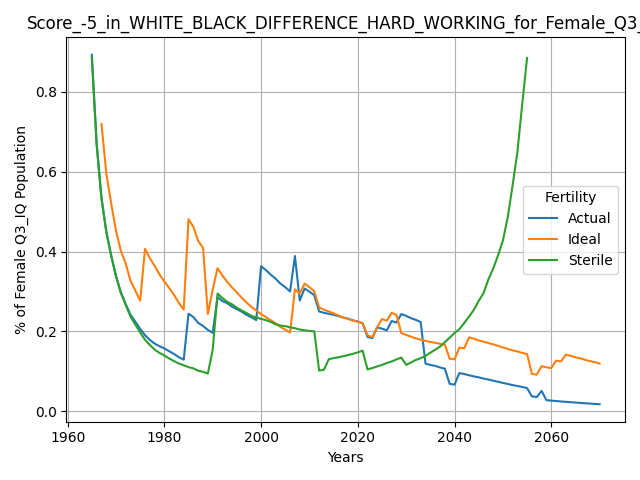 Score_-5_in_WHITE_BLACK_DIFFERENCE_HARD_WORKING_for_Female_Q3_
% of Female Q3_IQ Population
0.8
0.6
0.4
0.2
0.0
Fertility
Actual
Ideal
Sterile
1960 1980 2000 2020 2040 2060
Years